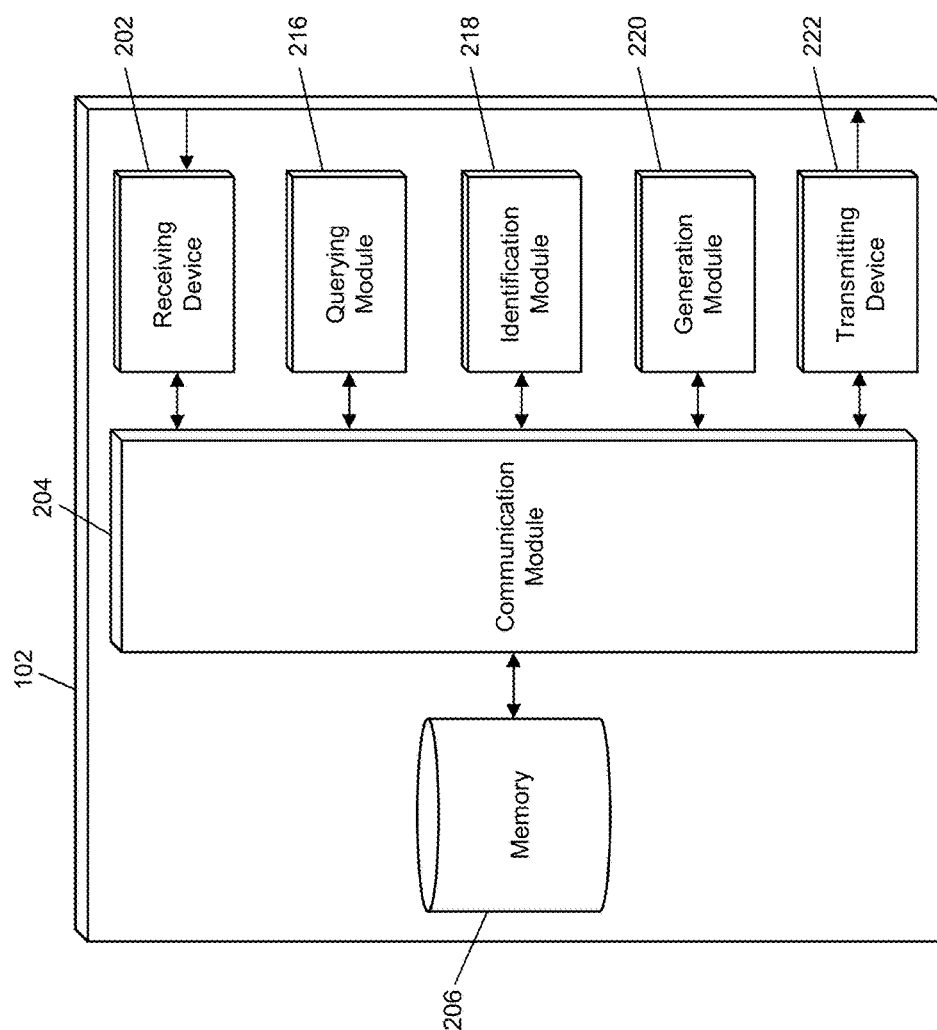 102
204
206
Memory
Communication
Module
Receiving
Device
202
Querying
Module
216
Identification
Module
218
Generation
Module
220
Transmitting
Device
222